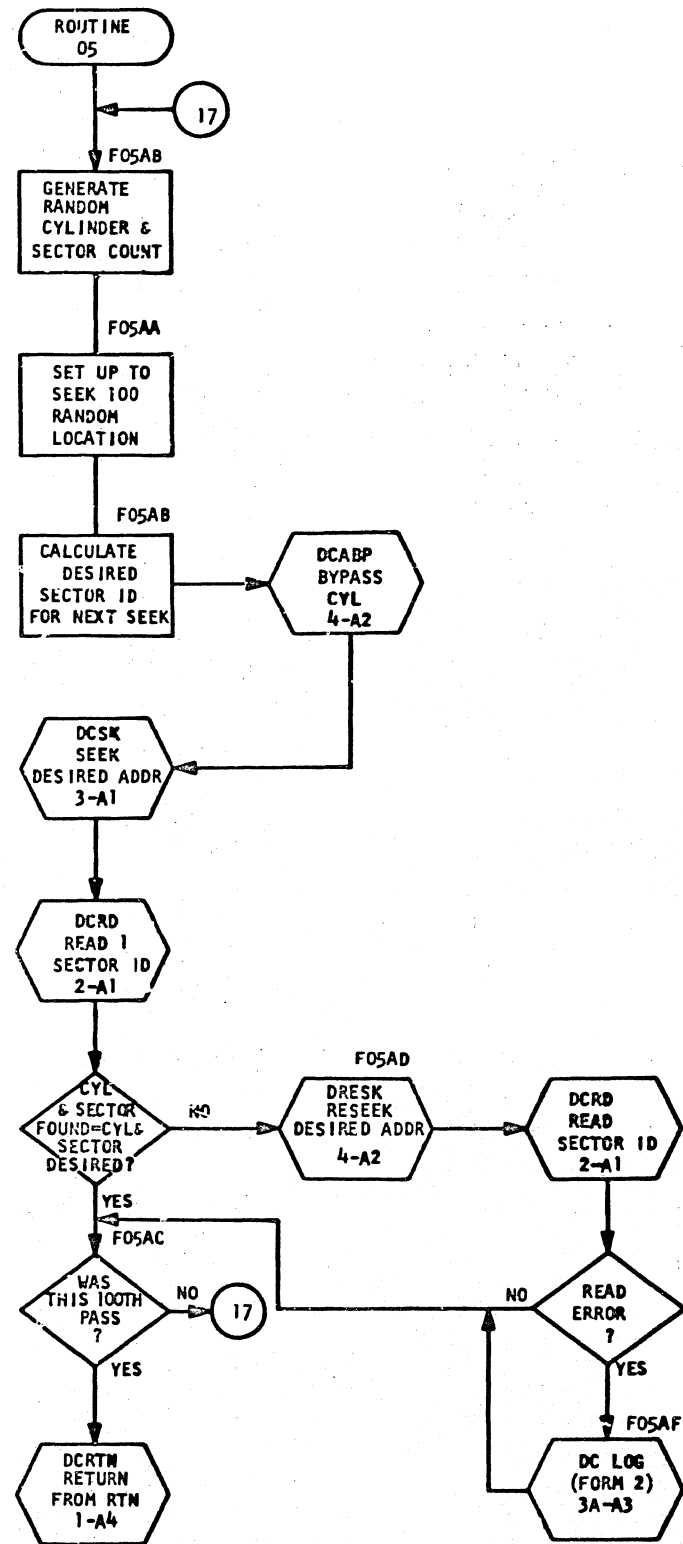 ROUTINE
05
17
F05AB
GENERATE
RANDOM
CYLINDER &
SECTOR COUNT
F05AA
SET UP TO
SEEK 100
RANDOM
LOCATION
F05AB
CALCULATE
DESIRED
SECTOR ID
FOR NEXT SEEK
DCABP
BYPASS
CYL
4-A2
DCSK
SEEK
DESIRED ADDR
3-A1
DCRD
READ 1
SECTOR ID
2-A1
CYL
& SECTOR
FOUND=CYL&
SECTOR
DESIRED?
NO
F05AD
DRESK
RESEEK
DESIRED ADDR
4-A2
DCRD
READ
SECTOR ID
2-A1
YES
F05AC
WAS
THIS 100TH
PASS
?
NO
17
NO
READ
ERROR
?
YES
YES
F05AF
DCRTN
RETURN
FROM RTN
1-A4
DC LOG
(FORM 2)
3A-A3